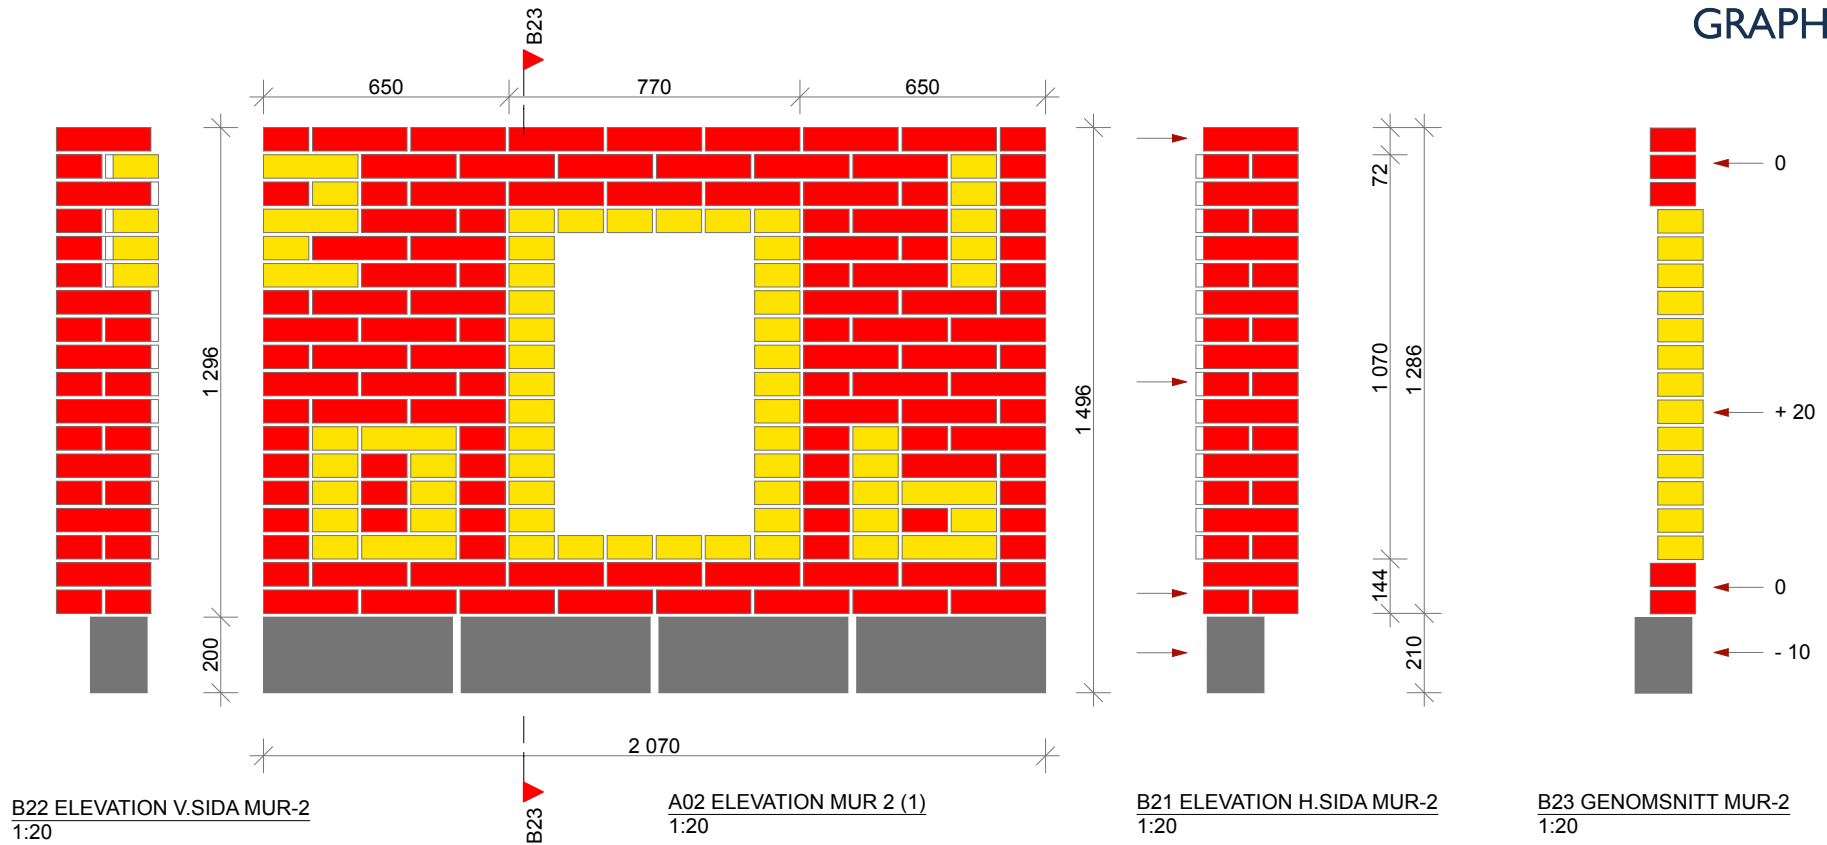 GRAPH
B23
650
770
650
72
0
1 296
1 496
1 070
1 286
+ 20
144
0
200
210
- 10
2 070
B23
B22 ELEVATION V.SIDA MUR-2
1:20
A02 ELEVATION MUR 2 (1)
1:20
B21 ELEVATION H.SIDA MUR-2
1:20
B23 GENOMSNITT MUR-2
1:20